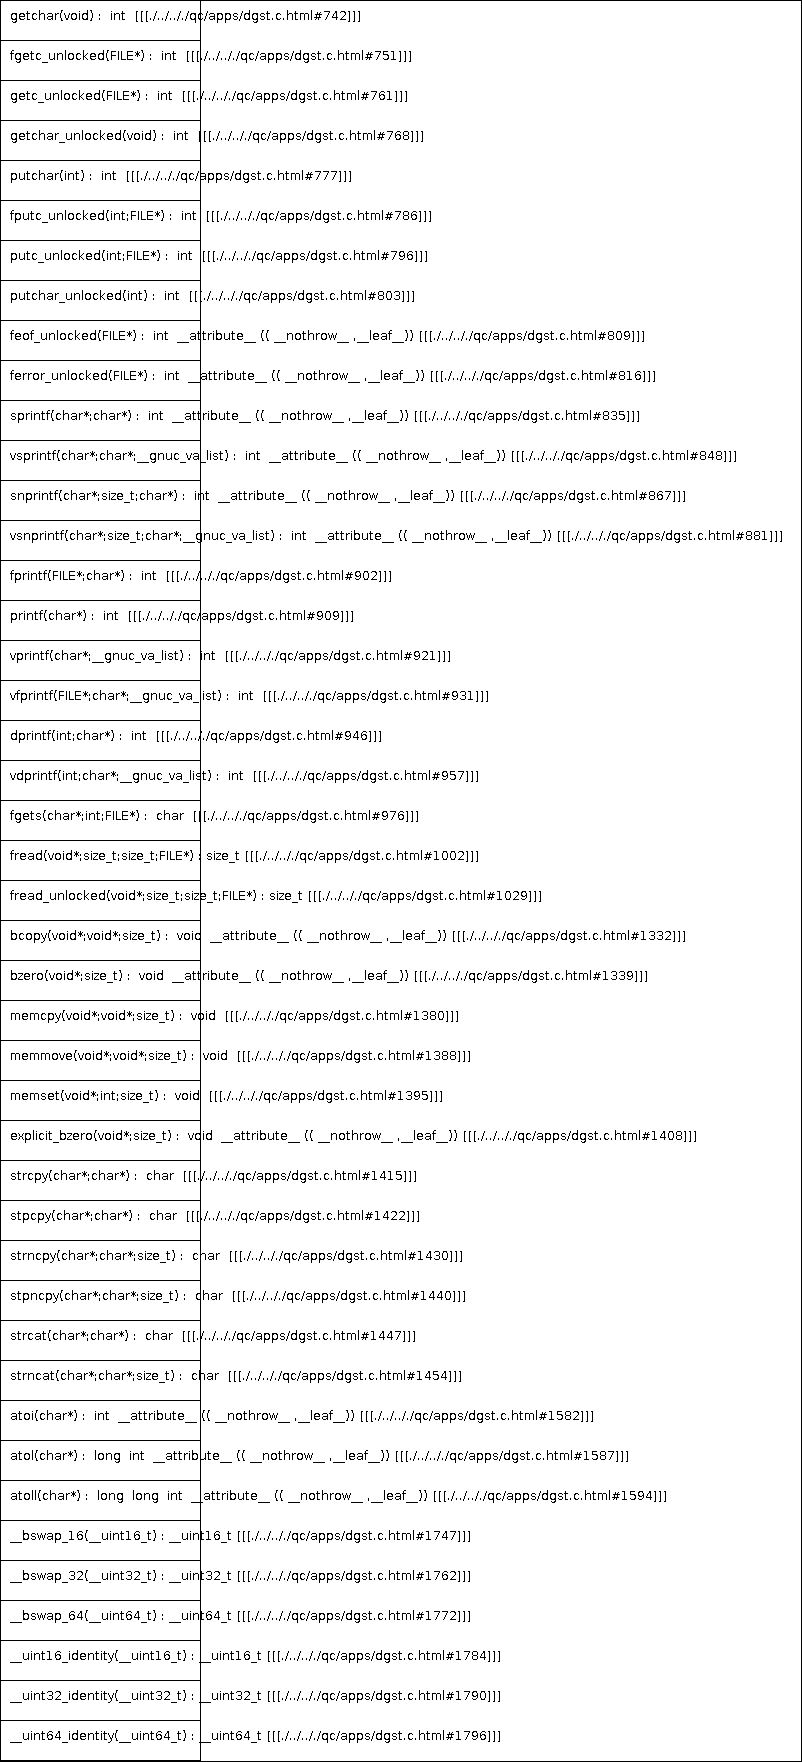 getchar(void) : int [[[./../../qc/apps/dgst.c.html#742]]]
fgetc_unlocked(FILE*) : int [[[./../../qc/apps/dgst.c.html#751]]]
getc_unlocked(FILE*) : int [[[./../../qc/apps/dgst.c.html#761]]]
getchar_unlocked(void) : int [[[./../../qc/apps/dgst.c.html#768]]]
putchar(int) : int [[[./../../qc/apps/dgst.c.html#777]]]
fputc_unlocked(int;FILE*) : int [[[./../../qc/apps/dgst.c.html#786]]]
putc_unlocked(int;FILE*) : int [[[./../../qc/apps/dgst.c.html#796]]]
putchar_unlocked(int) : int [[[./../../qc/apps/dgst.c.html#803]]]
feof_unlocked(FILE*) : int __attribute__ (( __nothrow__ ,__leaf__)) [[[./../../qc/apps/dgst.c.html#809]]]
ferror_unlocked(FILE*) : int __attribute__ (( __nothrow__ ,__leaf__)) [[[./../../qc/apps/dgst.c.html#816]]]
sprintf(char*;char*) : int __attribute__ (( __nothrow__ ,__leaf__)) [[[./../../qc/apps/dgst.c.html#835]]]
vsprintf(char*;char*;__gnuc_va_list) : int __attribute__ (( __nothrow__ ,__leaf__)) [[[./../../qc/apps/dgst.c.html#848]]]
snprintf(char*;size_t;char*) : int __attribute__ (( __nothrow__ ,__leaf__)) [[[./../../qc/apps/dgst.c.html#867]]]
vsnprintf(char*;size_t;char*;__gnuc_va_list) : int __attribute__ (( __nothrow__ ,__leaf__)) [[[./../../qc/apps/dgst.c.html#881]]]
fprintf(FILE*;char*) : int [[[./../../qc/apps/dgst.c.html#902]]]
printf(char*) : int [[[./../../qc/apps/dgst.c.html#909]]]
vprintf(char*;__gnuc_va_list) : int [[[./../../qc/apps/dgst.c.html#921]]]
vfprintf(FILE*;char*;__gnuc_va_list) : int [[[./../../qc/apps/dgst.c.html#931]]]
dprintf(int;char*) : int [[[./../../qc/apps/dgst.c.html#946]]]
vdprintf(int;char*;__gnuc_va_list) : int [[[./../../qc/apps/dgst.c.html#957]]]
fgets(char*;int;FILE*) : char [[[./../../qc/apps/dgst.c.html#976]]]
fread(void*;size_t;size_t;FILE*) : size_t [[[./../../qc/apps/dgst.c.html#1002]]]
fread_unlocked(void*;size_t;size_t;FILE*) : size_t [[[./../../qc/apps/dgst.c.html#1029]]]
bcopy(void*;void*;size_t) : void __attribute__ (( __nothrow__ ,__leaf__)) [[[./../../qc/apps/dgst.c.html#1332]]]
bzero(void*;size_t) : void __attribute__ (( __nothrow__ ,__leaf__)) [[[./../../qc/apps/dgst.c.html#1339]]]
memcpy(void*;void*;size_t) : void [[[./../../qc/apps/dgst.c.html#1380]]]
memmove(void*;void*;size_t) : void [[[./../../qc/apps/dgst.c.html#1388]]]
memset(void*;int;size_t) : void [[[./../../qc/apps/dgst.c.html#1395]]]
explicit_bzero(void*;size_t) : void __attribute__ (( __nothrow__ ,__leaf__)) [[[./../../qc/apps/dgst.c.html#1408]]]
strcpy(char*;char*) : char [[[./../../qc/apps/dgst.c.html#1415]]]
stpcpy(char*;char*) : char [[[./../../qc/apps/dgst.c.html#1422]]]
strncpy(char*;char*;size_t) : char [[[./../../qc/apps/dgst.c.html#1430]]]
stpncpy(char*;char*;size_t) : char [[[./../../qc/apps/dgst.c.html#1440]]]
strcat(char*;char*) : char [[[./../../qc/apps/dgst.c.html#1447]]]
strncat(char*;char*;size_t) : char [[[./../../qc/apps/dgst.c.html#1454]]]
atoi(char*) : int __attribute__ (( __nothrow__ ,__leaf__)) [[[./../../qc/apps/dgst.c.html#1582]]]
atol(char*) : long int __attribute__ (( __nothrow__ ,__leaf__)) [[[./../../qc/apps/dgst.c.html#1587]]]
atoll(char*) : long long int __attribute__ (( __nothrow__ ,__leaf__)) [[[./../../qc/apps/dgst.c.html#1594]]]
__bswap_16(__uint16_t) : __uint16_t [[[./../../qc/apps/dgst.c.html#1747]]]
__bswap_32(__uint32_t) : __uint32_t [[[./../../qc/apps/dgst.c.html#1762]]]
__bswap_64(__uint64_t) : __uint64_t [[[./../../qc/apps/dgst.c.html#1772]]]
__uint16_identity(__uint16_t) : __uint16_t [[[./../../qc/apps/dgst.c.html#1784]]]
__uint32_identity(__uint32_t) : __uint32_t [[[./../../qc/apps/dgst.c.html#1790]]]
__uint64_identity(__uint64_t) : __uint64_t [[[./../../qc/apps/dgst.c.html#1796]]]